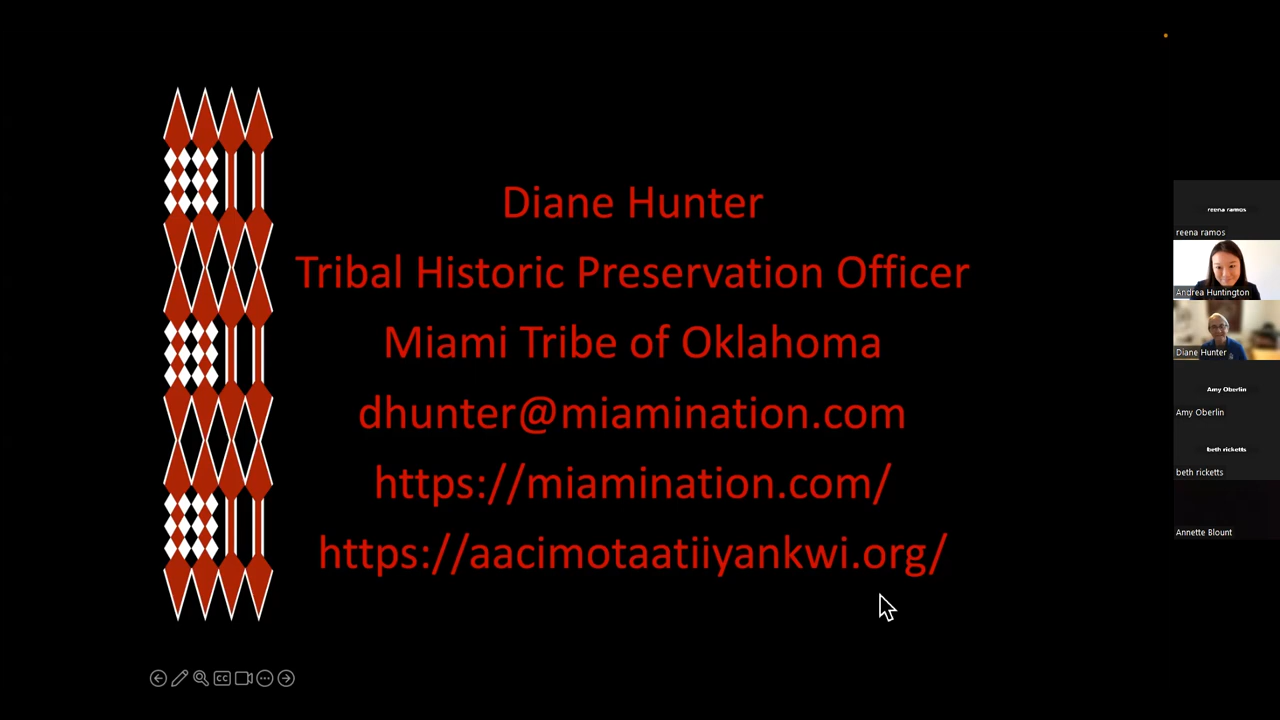 Diane Hunter
Tribal Historic Preservation Officer
Miami Tribe of Oklahoma
dhunter@miamination.com
https://miamination.com/
https://aacimotaatiiyankwi.org/
reena ramos
reena ramos
Andrea Huntington
Diane Hunter
Amy Oberlin
Amy Oberlin
beth ricketts
beth ricketts
Annette Blount
CC